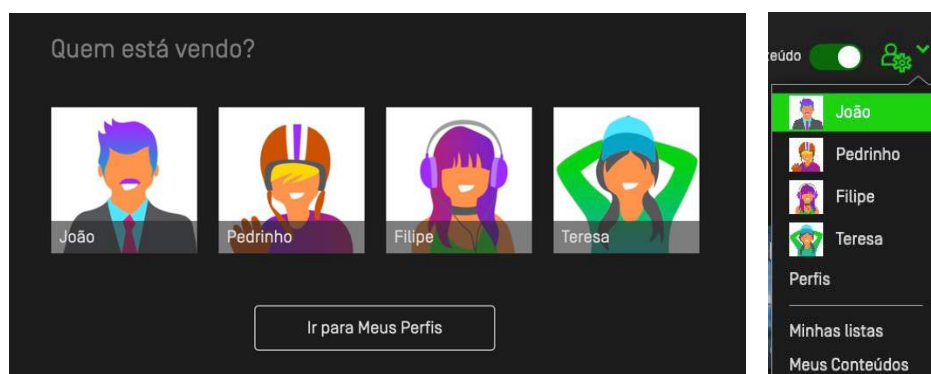 Quem está vendo?
João
Pedrinho
Filipe
Teresa
Ir para Meus Perfis
eúdo
João
Pedrinho
Filipe
Teresa
Perfis
Minhas listas
Meus Conteúdos